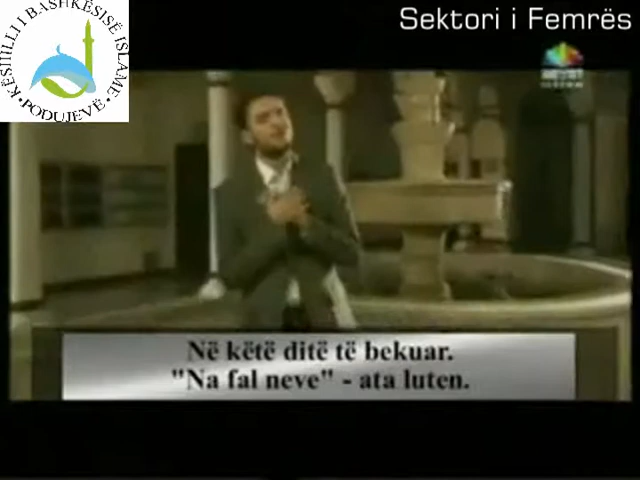 KËSHILLI I BASHKËSISË ISLAME
• PODUJEVË •
Sektori i Femrës
Në këtë ditë të bekuar.
"Na fal neve" - ata luten.